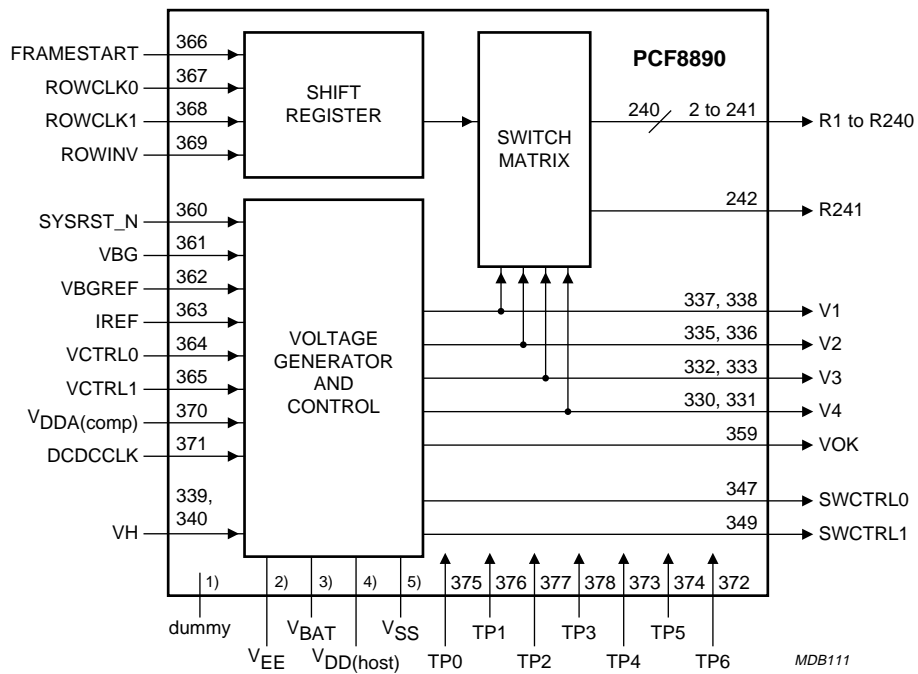 PCF8890
FRAMESTART 366
ROWCLK0 367
ROWCLK1 368
ROWINV 369
SHIFT
REGISTER
SWITCH
MATRIX
240 2 to 241 R1 to R240
242 R241
SYSRST_N 360
VBG 361
VBGREF 362
IREF 363
VCTRL0 364
VCTRL1 365
VDDA(comp) 370
DCDCCLK 371
339,
340
VH
VOLTAGE
GENERATOR
AND
CONTROL
337, 338 V1
335, 336 V2
332, 333 V3
330, 331 V4
359 VOK
347 SWCTRL0
349 SWCTRL1
1) 2) 3) 4) 5) 375 376 377 378 373 374 372
dummy VBAT VSS TP1 TP3 TP5
VEE VDD(host) TP0 TP2 TP4 TP6
MDB111